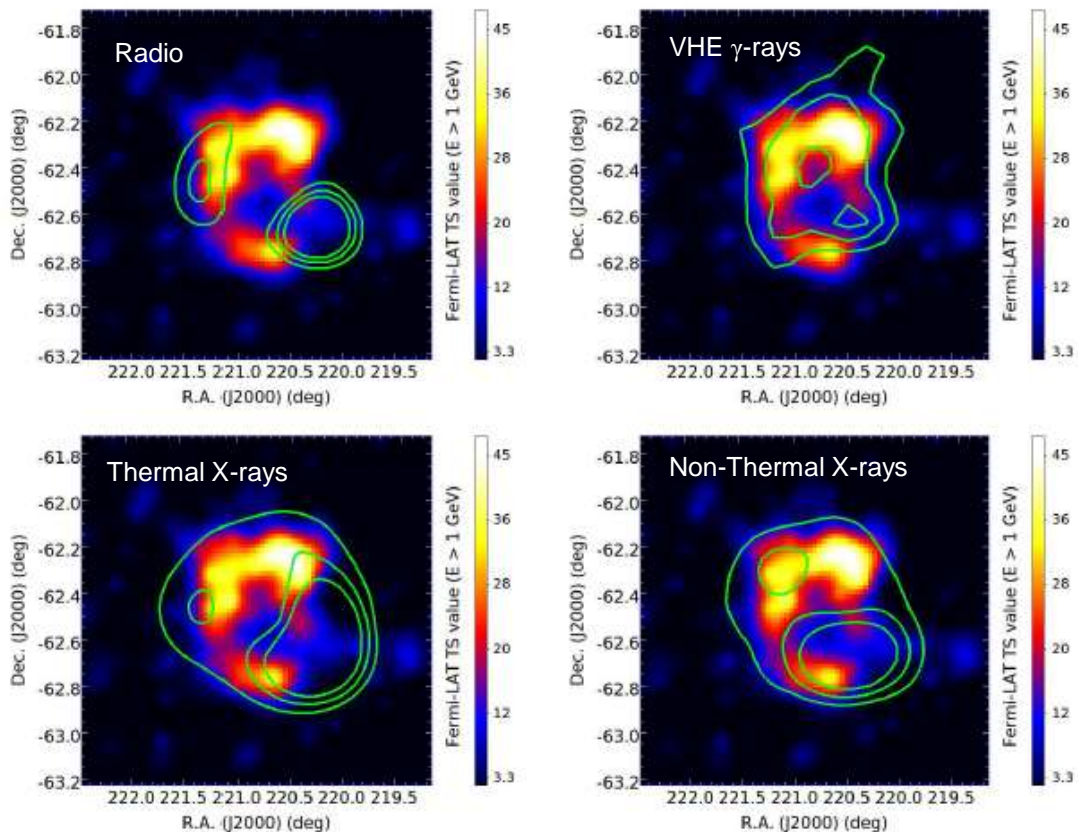 Radio
-61.8
-62.0
-62.2
-62.4
-62.6
-62.8
-63.0
-63.2
Dec. (J2000) (deg)
222.0 221.5 221.0 220.5 220.0 219.5
R.A. (J2000) (deg)
45
36
28
20
12
3.3
Fermi-LAT TS value (E > 1 GeV)
VHE γ-rays
-61.8
-62.0
-62.2
-62.4
-62.6
-62.8
-63.0
-63.2
Dec. (J2000) (deg)
222.0 221.5 221.0 220.5 220.0 219.5
R.A. (J2000) (deg)
45
36
28
20
12
3.3
Fermi-LAT TS value (E > 1 GeV)
Thermal X-rays
-61.8
-62.0
-62.2
-62.4
-62.6
-62.8
-63.0
-63.2
Dec. (J2000) (deg)
222.0 221.5 221.0 220.5 220.0 219.5
R.A. (J2000) (deg)
45
36
28
20
12
3.3
Fermi-LAT TS value (E > 1 GeV)
Non-Thermal X-rays
-61.8
-62.0
-62.2
-62.4
-62.6
-62.8
-63.0
-63.2
Dec. (J2000) (deg)
222.0 221.5 221.0 220.5 220.0 219.5
R.A. (J2000) (deg)
45
36
28
20
12
3.3
Fermi-LAT TS value (E > 1 GeV)